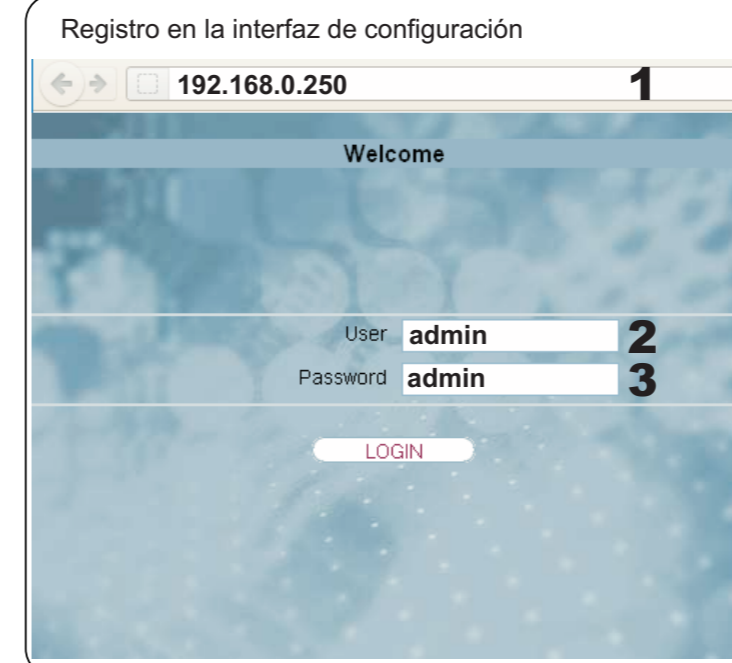 Registro en la interfaz de configuración
192.168.0.250 1
Welcome
User admin 2
Password admin 3
LOGIN